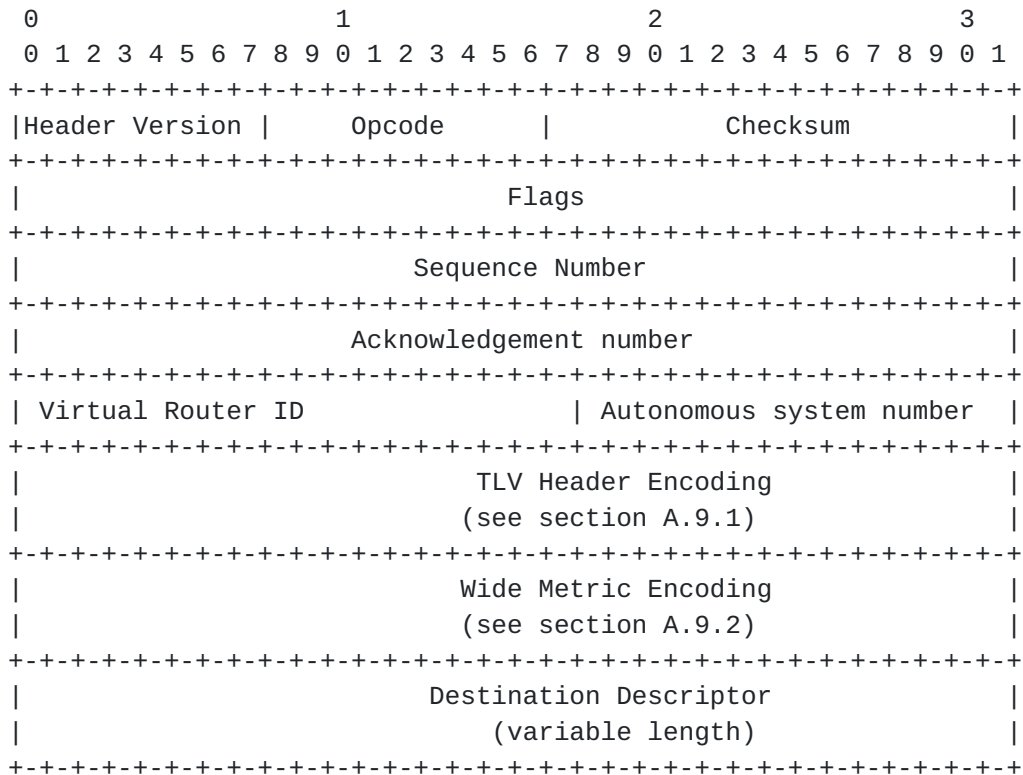 0                   1                   2                   3
0 1 2 3 4 5 6 7 8 9 0 1 2 3 4 5 6 7 8 9 0 1 2 3 4 5 6 7 8 9 0 1
+-+-+-+-+-+-+-+-+-+-+-+-+-+-+-+-+-+-+-+-+-+-+-+-+-+-+-+-+-+-+-+-+
|Header Version |     Opcode      |           Checksum          |
+-+-+-+-+-+-+-+-+-+-+-+-+-+-+-+-+-+-+-+-+-+-+-+-+-+-+-+-+-+-+-+-+
|                               Flags                           |
+-+-+-+-+-+-+-+-+-+-+-+-+-+-+-+-+-+-+-+-+-+-+-+-+-+-+-+-+-+-+-+-+
|                         Sequence Number                       |
+-+-+-+-+-+-+-+-+-+-+-+-+-+-+-+-+-+-+-+-+-+-+-+-+-+-+-+-+-+-+-+-+
|                     Acknowledgement number                    |
+-+-+-+-+-+-+-+-+-+-+-+-+-+-+-+-+-+-+-+-+-+-+-+-+-+-+-+-+-+-+-+-+
| Virtual Router ID                 | Autonomous system number  |
+-+-+-+-+-+-+-+-+-+-+-+-+-+-+-+-+-+-+-+-+-+-+-+-+-+-+-+-+-+-+-+-+
|                             TLV Header Encoding               |
|                            (see section A.9.1)                |
+-+-+-+-+-+-+-+-+-+-+-+-+-+-+-+-+-+-+-+-+-+-+-+-+-+-+-+-+-+-+-+-+
|                            Wide Metric Encoding               |
|                            (see section A.9.2)                |
+-+-+-+-+-+-+-+-+-+-+-+-+-+-+-+-+-+-+-+-+-+-+-+-+-+-+-+-+-+-+-+-+
|                          Destination Descriptor               |
|                              (variable length)                |
+-+-+-+-+-+-+-+-+-+-+-+-+-+-+-+-+-+-+-+-+-+-+-+-+-+-+-+-+-+-+-+-+